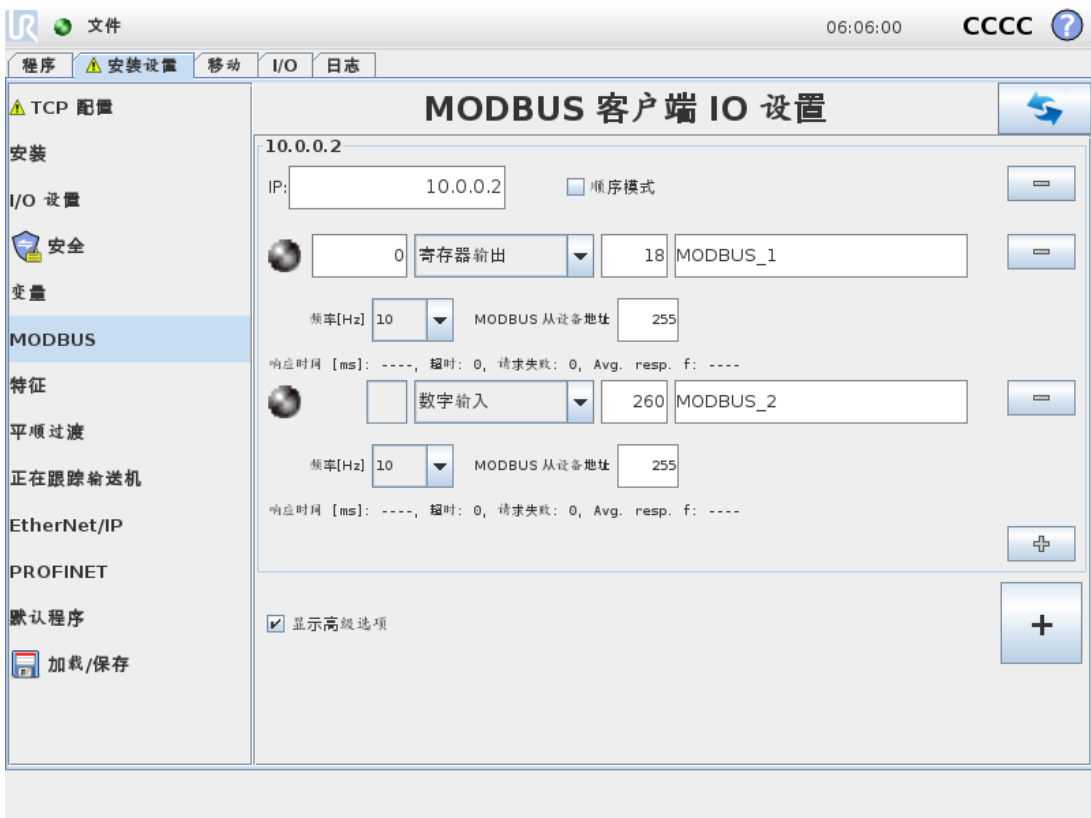 UR 文件 06:06:00 CCCC ?
程序 安装设置 移动 I/O 日志
TCP 配置
安装
I/O 设置
安全
变量
MODBUS
特征
平顺过渡
正在跟踪输送机
EtherNet/IP
PROFINET
默认程序
加载/保存
MODBUS 客户端 IO 设置
10.0.0.2
IP: 10.0.0.2 顺序模式
0 寄存器输出 18 MODBUS_1
频率[Hz] 10 MODBUS 从设备地址 255
响应时间 [ms]: ----, 超时: 0, 请求失败: 0, Avg. resp. f: ----
数字输入 260 MODBUS_2
频率[Hz] 10 MODBUS 从设备地址 255
响应时间 [ms]: ----, 超时: 0, 请求失败: 0, Avg. resp. f: ----
显示高级选项